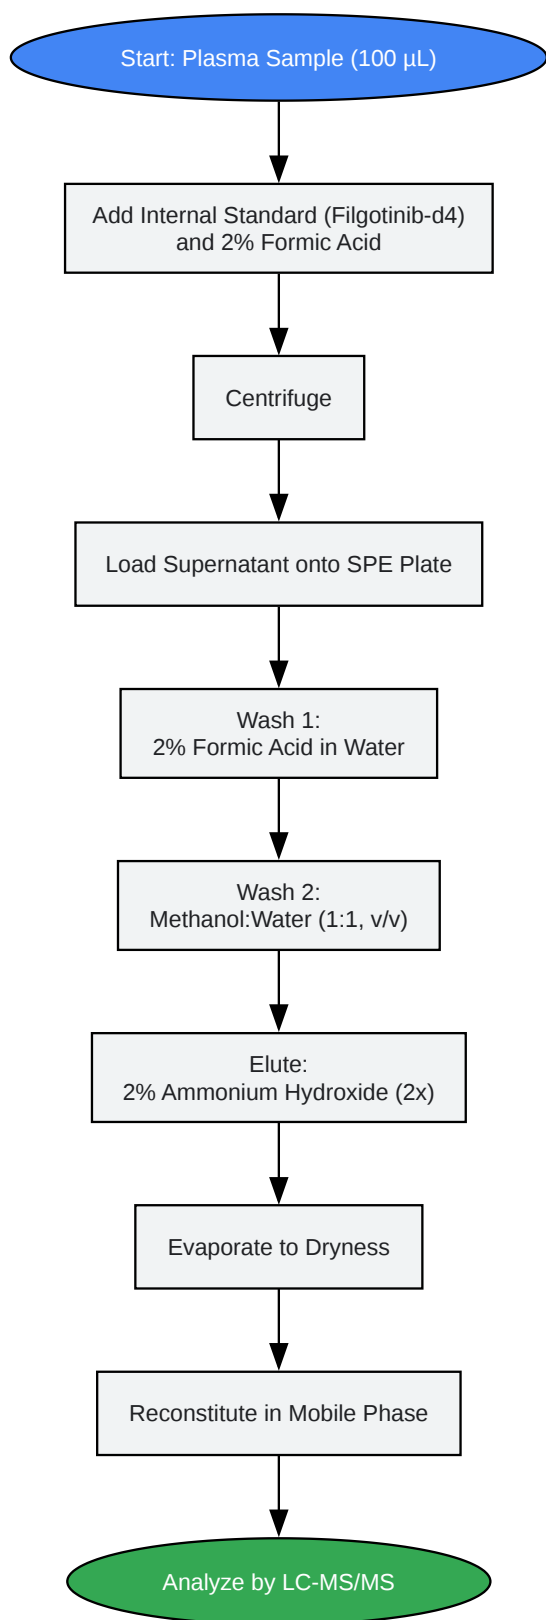 Start: Plasma Sample (100 µL)
Add Internal Standard (Filgotinib-d4)
and 2% Formic Acid
Centrifuge
Load Supernatant onto SPE Plate
Wash 1:
2% Formic Acid in Water
Wash 2:
Methanol:Water (1:1, v/v)
Elute:
2% Ammonium Hydroxide (2x)
Evaporate to Dryness
Reconstitute in Mobile Phase
Analyze by LC-MS/MS